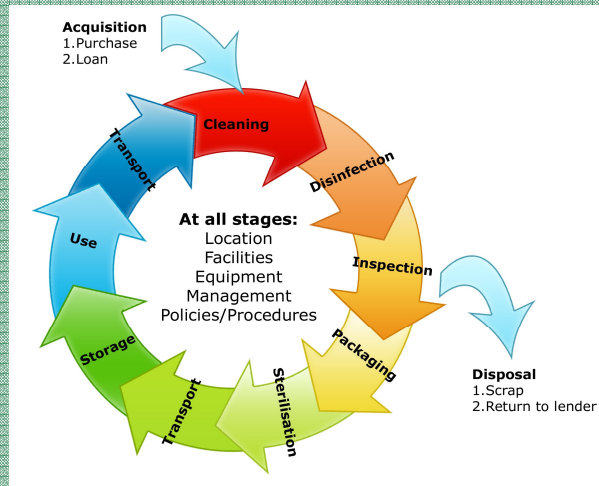 Acquisition
1.Purchase
2.Loan
Cleaning
Disinfection
Inspection
Packaging
Sterilisation
Transport
Storage
Use
Transport
At all stages:
Location
Facilities
Equipment
Management
Policies/Procedures
Disposal
1.Scrap
2.Return to lender